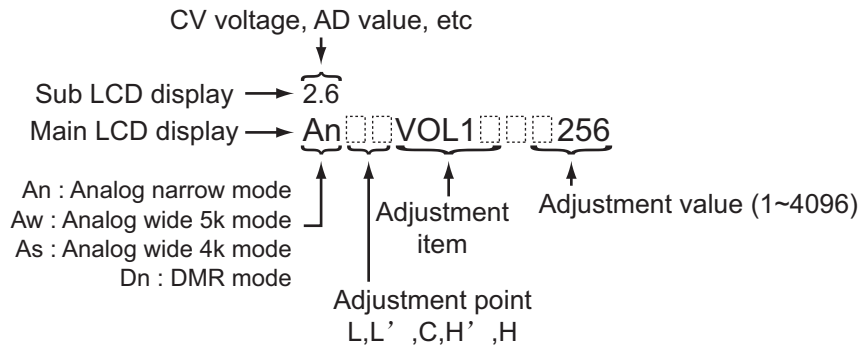 CV voltage, AD value, etc
Sub LCD display
2.6
Main LCD display
An VOL1 256
An : Analog narrow mode
Aw : Analog wide 5k mode
As : Analog wide 4k mode
Dn : DMR mode
Adjustment
item
Adjustment value (1~4096)
Adjustment point
L,L’ ,C,H’ ,H